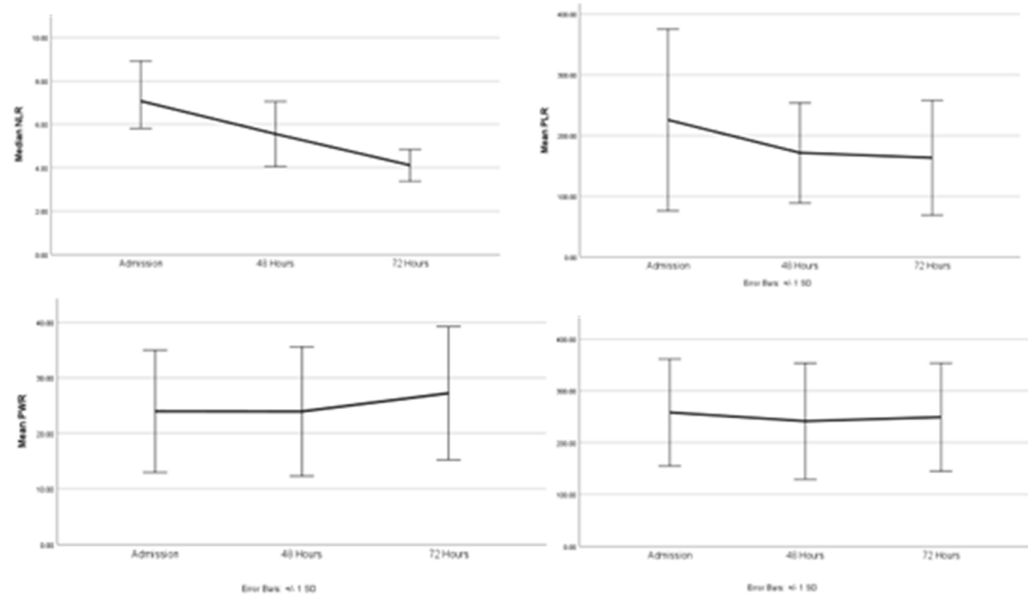 Median NLR
10.00
8.00
6.00
4.00
2.00
0.00
Admission 48 Hours 72 Hours
Mean PLR
400.00
300.00
200.00
100.00
0.00
Admission 48 Hours 72 Hours
Error Bars: +/- 1 SD
Mean PWR
40.00
30.00
20.00
10.00
0.00
Admission 48 Hours 72 Hours
Error Bars: +/- 1 SD
400.00
300.00
200.00
100.00
0.00
Admission 48 Hours 72 Hours
Error Bars: +/- 1 SD